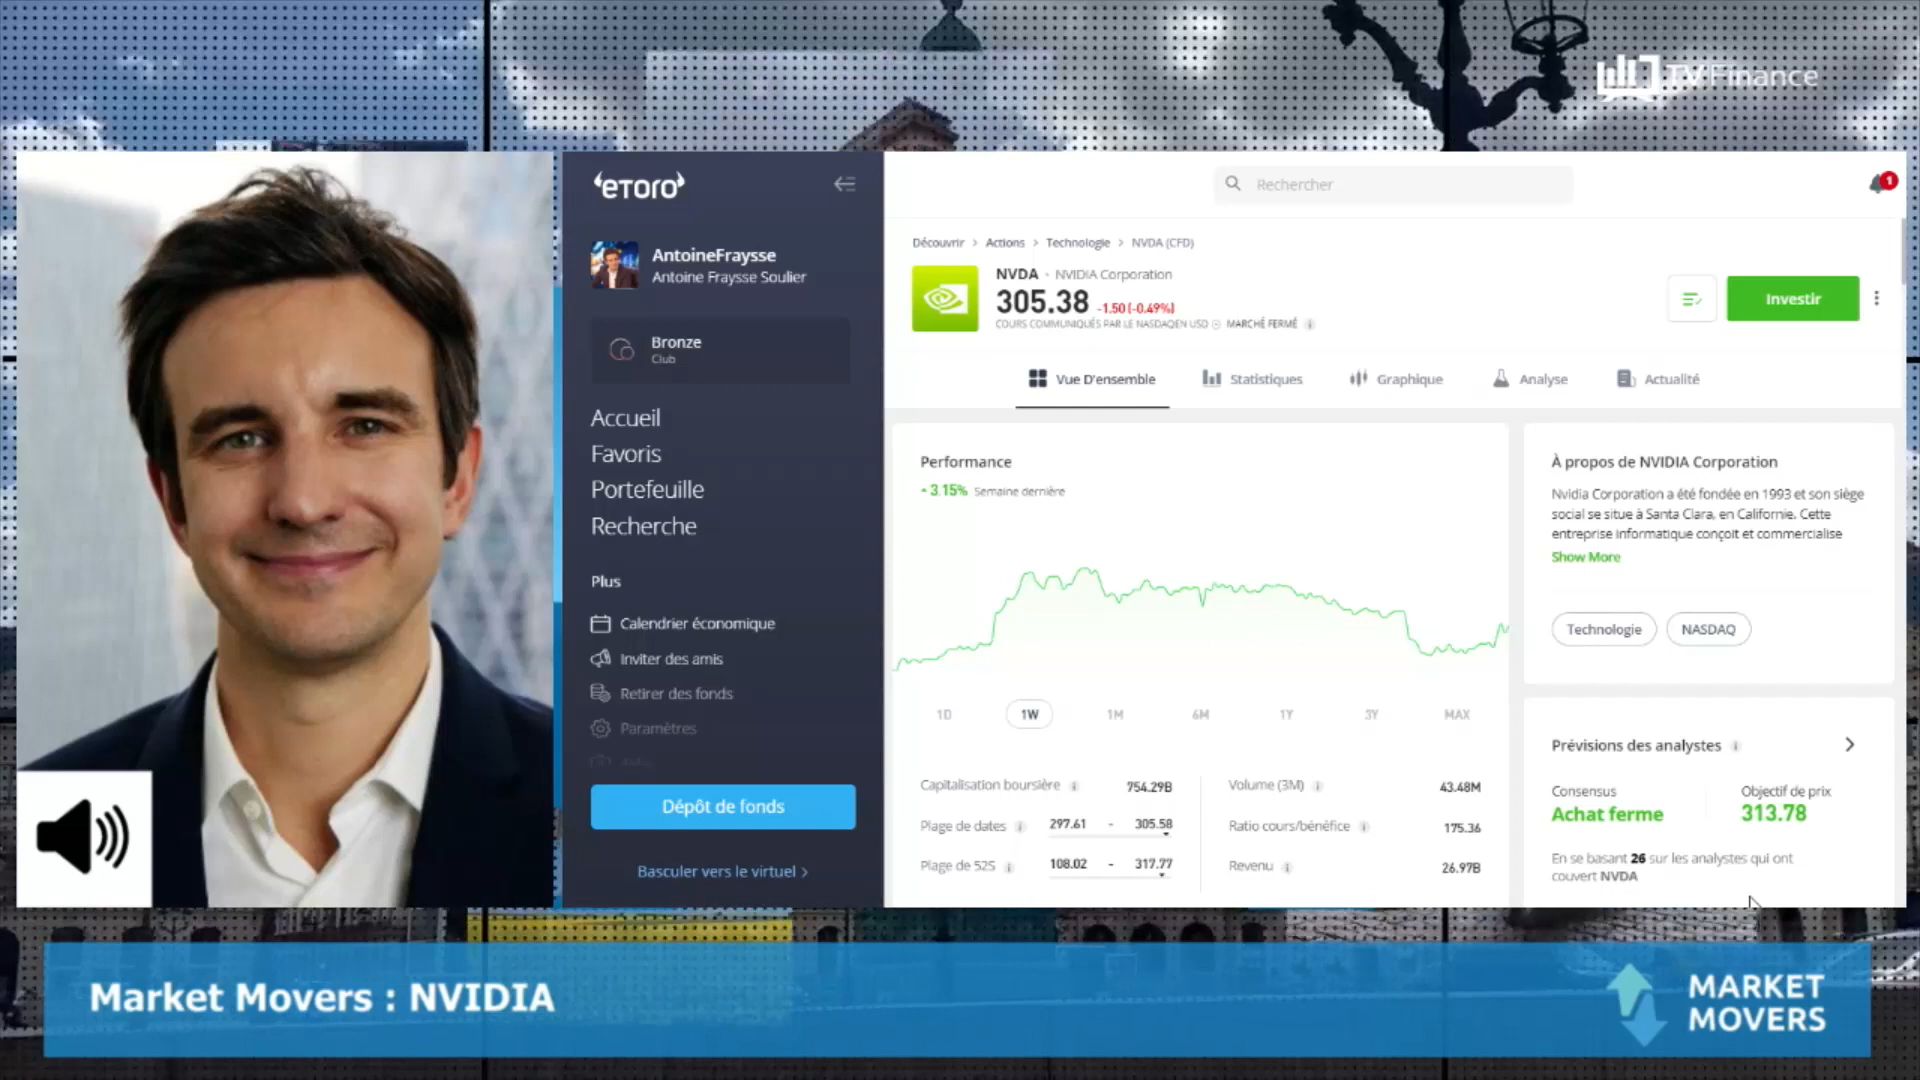 TVFinance
eToro
AntoineFraysse
Antoine Fraysse Soulier
Bronze
Club
Accueil
Favoris
Portefeuille
Recherche
Plus
Calendrier économique
Inviter des amis
Retirer des fonds
Paramètres
Dépôt de fonds
Basculer vers le virtuel >
Rechercher
1
Découvrir > Actions > Technologie > NVDA (CFD)
NVDA · NVIDIA Corporation
305.38 -1.50 (-0.49%)
COURS COMMUNIQUÉS PAR LE NASDAQEN USD MARCHÉ FERMÉ
Investir
Vue D'ensemble Statistiques Graphique Analyse Actualité
Performance
3.15% Semaine dernière
1D 1W 1M 6M 1Y 3Y MAX
Capitalisation boursière 754.29B
Plage de dates 297.61 - 305.58
Plage de 52S 108.02 - 317.77
Volume (3M) 43.48M
Ratio cours/bénéfice 175.36
Revenu 26.97B
À propos de NVIDIA Corporation
Nvidia Corporation a été fondée en 1993 et son siège
social se situe à Santa Clara, en Californie. Cette
entreprise informatique conçoit et commercialise
Show More
Technologie NASDAQ
Prévisions des analystes
Consensus
Achat ferme
Objectif de prix
313.78
En se basant 26 sur les analystes qui ont
couvert NVDA
Market Movers : NVIDIA
MARKET
MOVERS